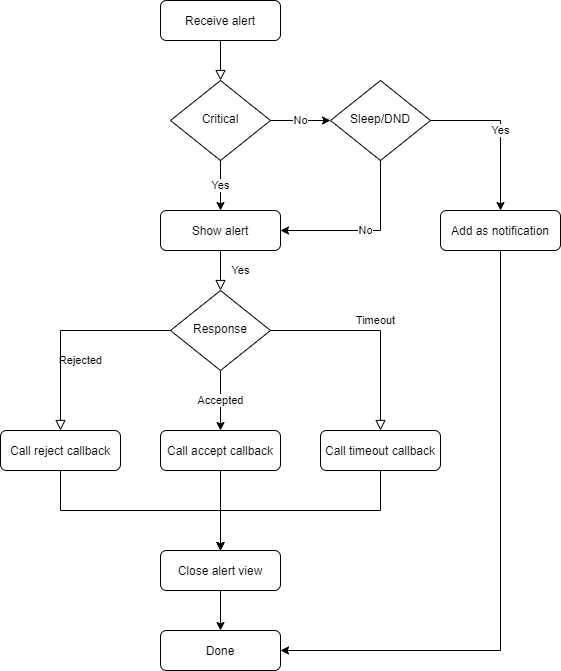 Receive alert
Critical
No
Sleep/DND
Yes
Yes
Show alert
No
Add as notification
Yes
Response
Timeout
Rejected
Accepted
Call reject callback
Call accept callback
Call timeout callback
Close alert view
Done